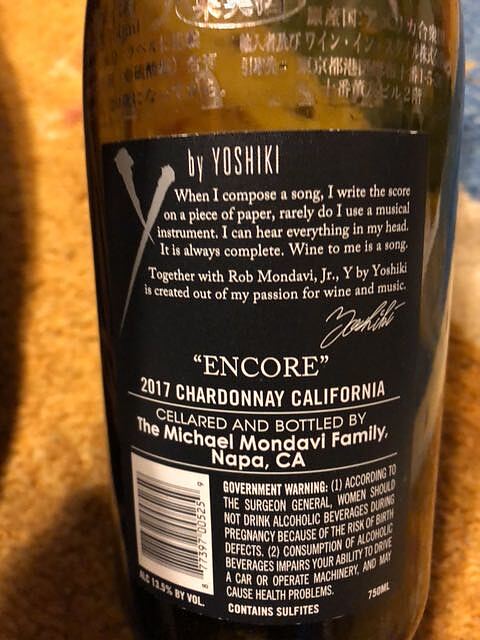 by YOSHIKI
When I compose a song, I write the score
on a piece of paper, rarely do I use a musical
instrument. I can hear everything in my head.
It is always complete. Wine to me is a song.
Together with Rob Mondavi, Jr., Y by Yoshiki
is created out of my passion for wine and music.
Yoshiki
"ENCORE"
2017 CHARDONNAY CALIFORNIA
CELLARED AND BOTTLED BY
The Michael Mondavi Family,
Napa, CA
GOVERNMENT WARNING: (1) ACCORDING TO
THE SURGEON GENERAL, WOMEN SHOULD
NOT DRINK ALCOHOLIC BEVERAGES DURING
PREGNANCY BECAUSE OF THE RISK OF BIRTH
DEFECTS. (2) CONSUMPTION OF ALCOHOLIC
BEVERAGES IMPAIRS YOUR ABILITY TO DRIVE
A CAR OR OPERATE MACHINERY, AND MAY
CAUSE HEALTH PROBLEMS.
750ML
CONTAINS SULFITES
8 77397 00525 9
ALC 13.5% BY VOL.